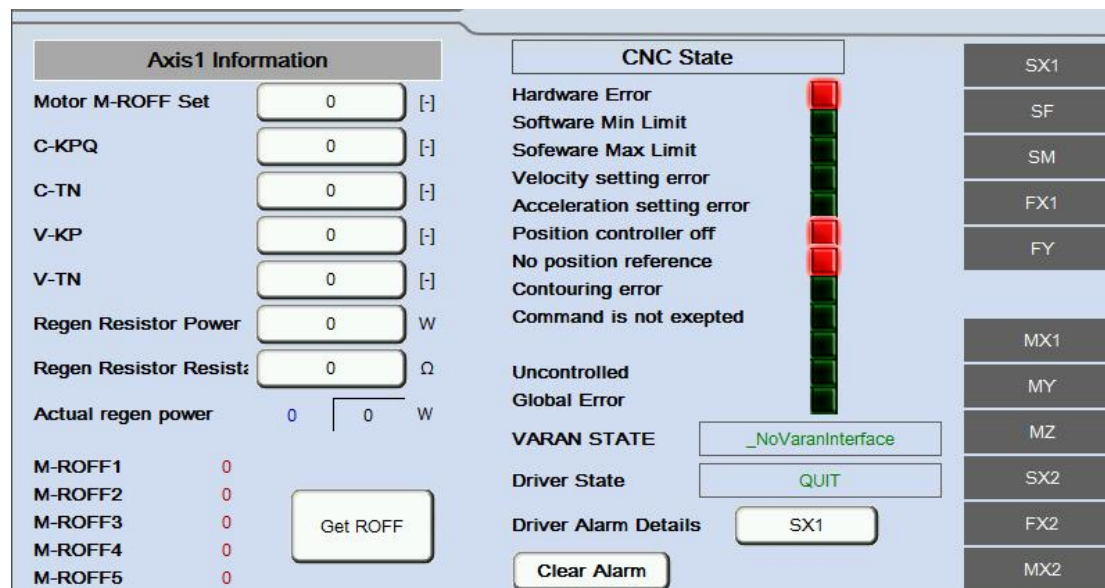 Axis1 Information
Motor M-ROFF Set 0 [-]
C-KPQ 0 [-]
C-TN 0 [-]
V-KP 0 [-]
V-TN 0 [-]
Regen Resistor Power 0 W
Regen Resistor Resista 0 Ω
Actual regen power 0 0 W
M-ROFF1 0
M-ROFF2 0
M-ROFF3 0
M-ROFF4 0
M-ROFF5 0
Get ROFF
CNC State
Hardware Error
Software Min Limit
Sofeware Max Limit
Velocity setting error
Acceleration setting error
Position controller off
No position reference
Contouring error
Command is not exepted
Uncontrolled
Global Error
VARAN STATE _NoVaranInterface
Driver State QUIT
Driver Alarm Details SX1
Clear Alarm
SX1
SF
SM
FX1
FY
MX1
MY
MZ
SX2
FX2
MX2